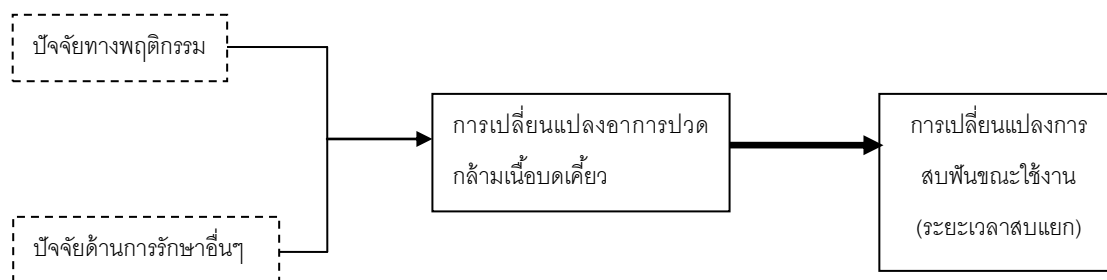 ปัจจัยทางพฤติกรรม
การเปลี่ยนแปลงอาการปวด
กล้ามเนื้อบดเคี้ยว
ปัจจัยด้านการรักษาอื่นๆ
การเปลี่ยนแปลงการ
สบฟันขณะใช้งาน
(ระยะเวลาสบแยก)